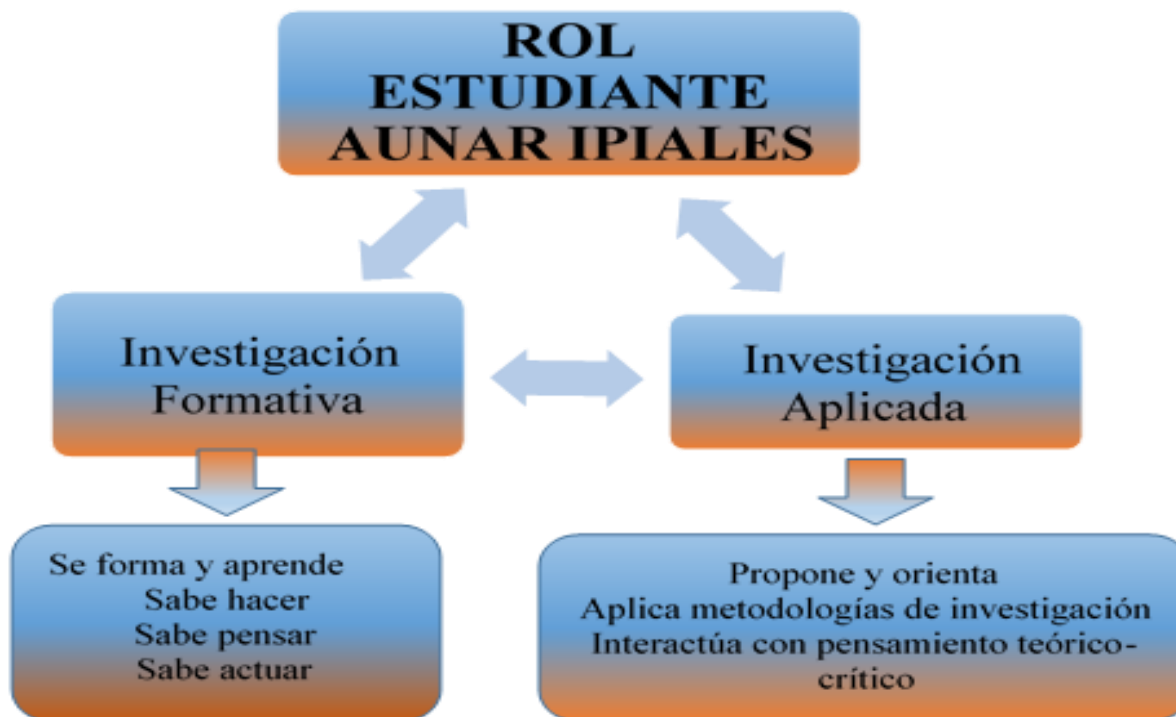 ROL
ESTUDIANTE
AUNAR IPIALES
Investigación
Formativa
Investigación
Aplicada
Se forma y aprende
Sabe hacer
Sabe pensar
Sabe actuar
Propone y orienta
Aplica metodologías de investigación
Interactúa con pensamiento teórico-
crítico